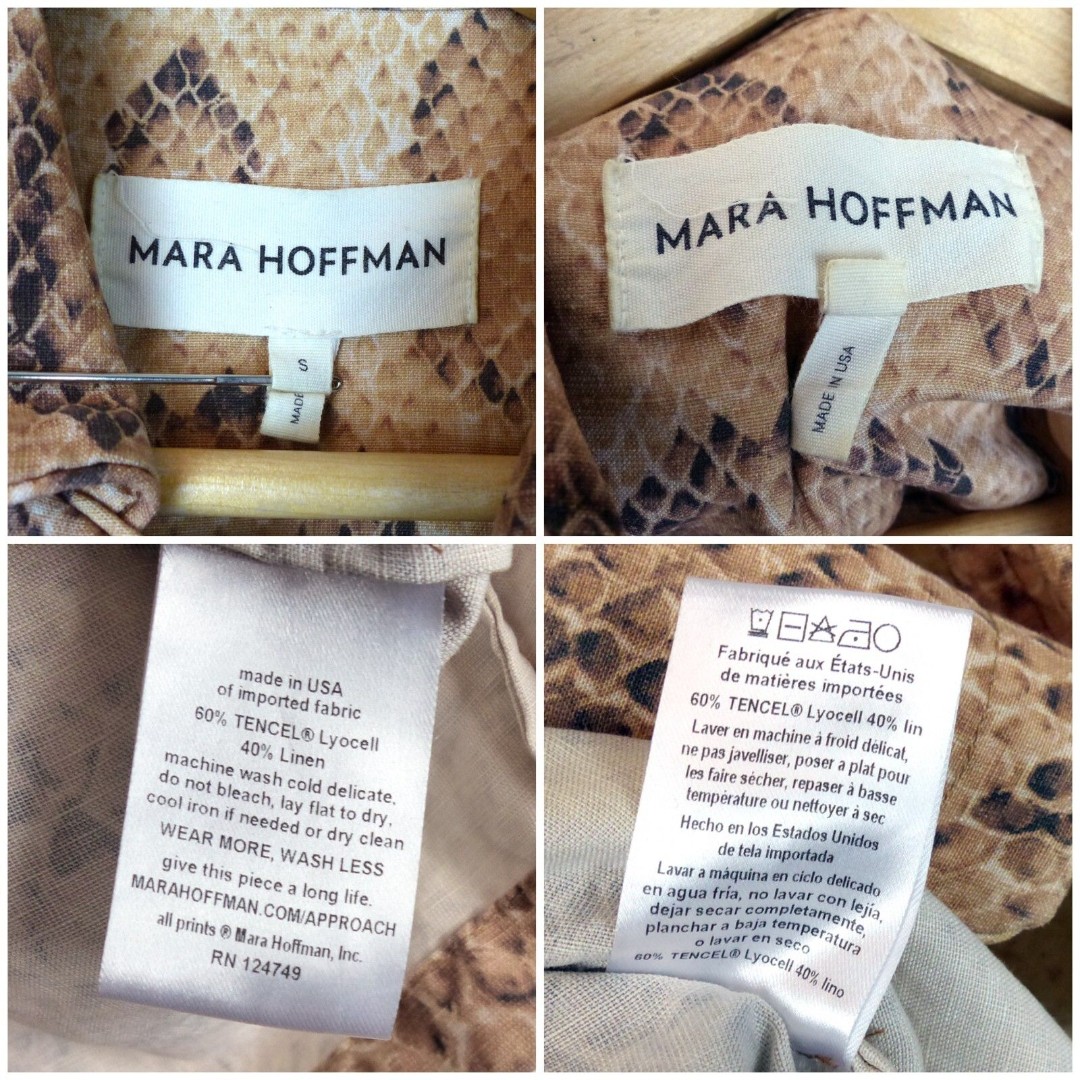 MARA HOFFMAN
S
MADE
MARA HOFFMAN
MADE IN USA
made in USA
of imported fabric
60% TENCEL® Lyocell
40% Linen
machine wash cold delicate,
do not bleach, lay flat to dry,
cool iron if needed or dry clean
WEAR MORE, WASH LESS
give this piece a long life.
MARAHOFFMAN.COM/APPROACH
all prints ® Mara Hoffman, Inc.
RN 124749
Fabriqué aux États-Unis
de matières importées
60% TENCEL® Lyocell 40% lin
Laver en machine à froid délicat,
ne pas javelliser, poser a plat pour
les faire sécher, repaser à basse
température ou nettoyer à sec
Hecho en los Estados Unidos
de tela importada
Lavar a máquina en ciclo delicado
en agua fría, no lavar con lejía,
dejar secar completamente,
planchar a baja temperatura
o lavar en seco
60% TENCEL® Lyocell 40% lino